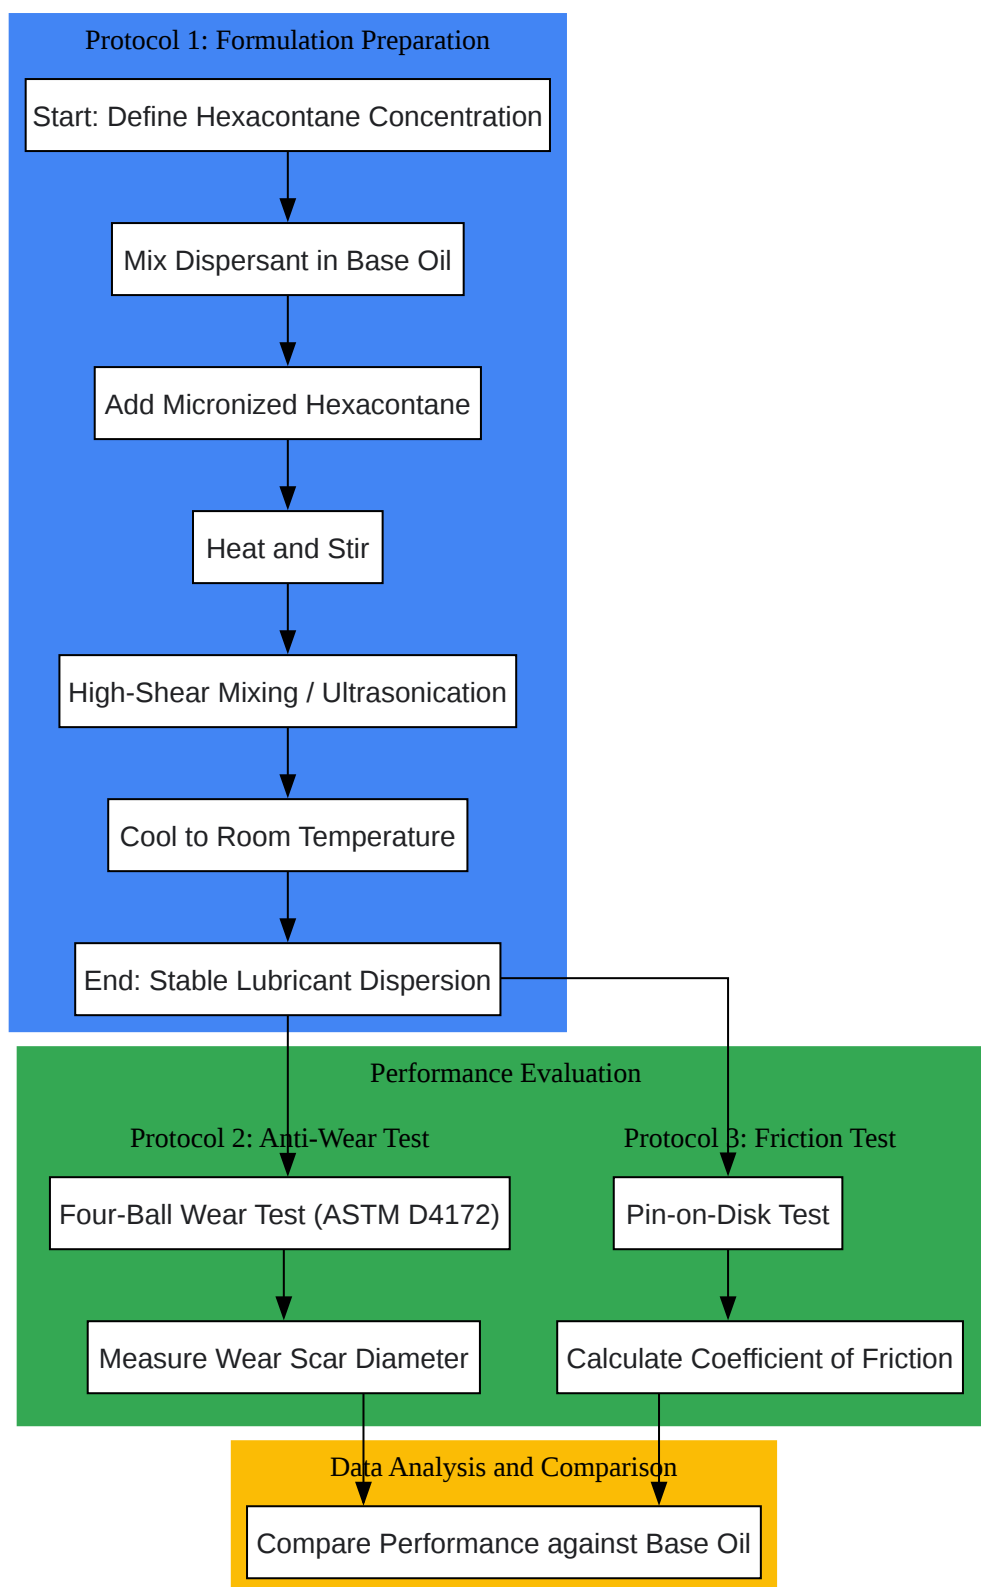 Protocol 1: Formulation Preparation
Start: Define Hexacontane Concentration
Mix Dispersant in Base Oil
Add Micronized Hexacontane
Heat and Stir
High-Shear Mixing / Ultrasonication
Cool to Room Temperature
End: Stable Lubricant Dispersion
Performance Evaluation
Protocol 2: Anti-Wear Test
Protocol 3: Friction Test
Four-Ball Wear Test (ASTM D4172)
Pin-on-Disk Test
Measure Wear Scar Diameter
Calculate Coefficient of Friction
Data Analysis and Comparison
Compare Performance against Base Oil